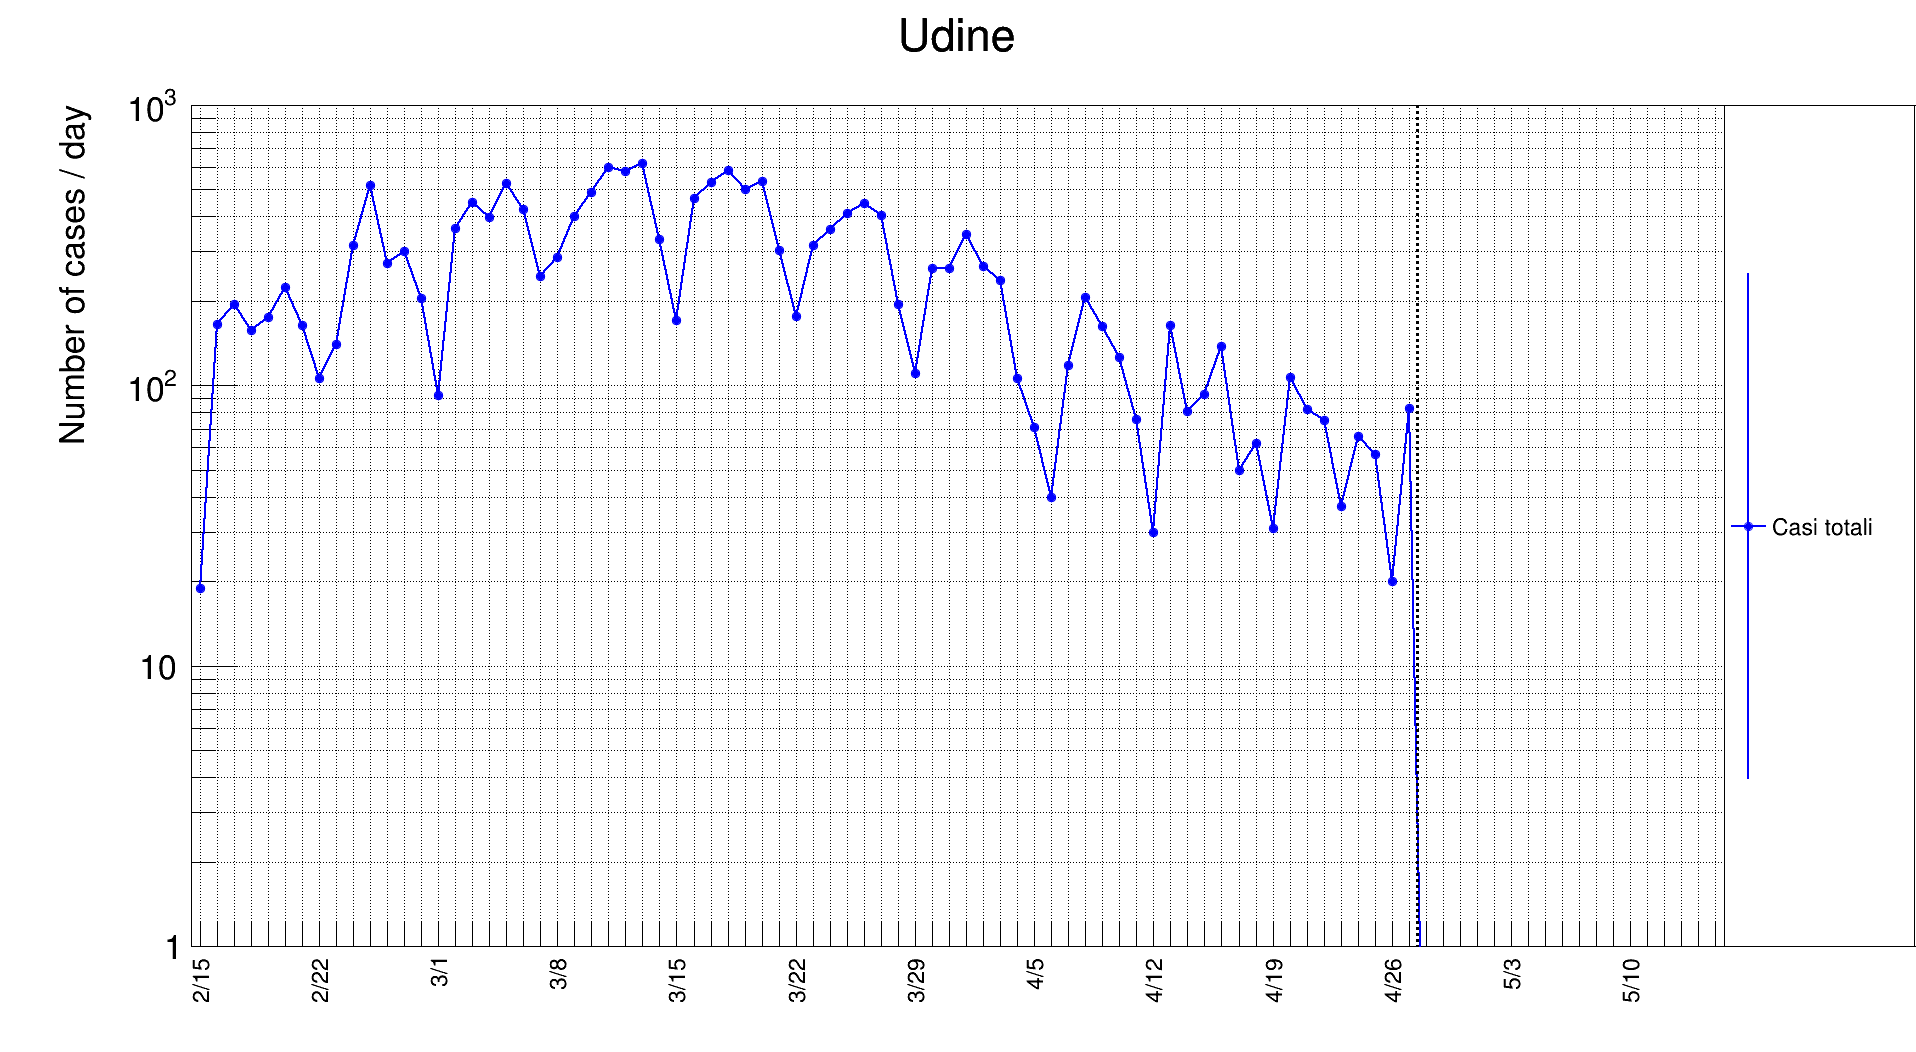 Udine
Number of cases / day
10³
10²
10
1
2/15 2/22 3/1 3/8 3/15 3/22 3/29 4/5 4/12 4/19 4/26 5/3 5/10
Casi totali